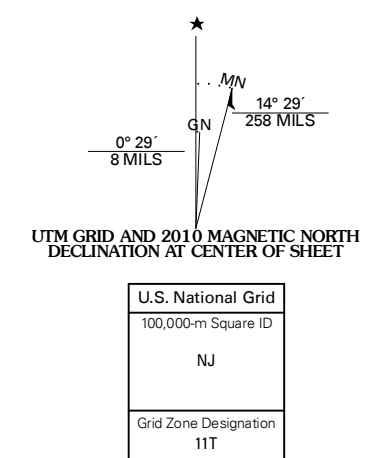 ★
MN
GN
14° 29´
258 MILS
0° 29´
8 MILS
UTM GRID AND 2010 MAGNETIC NORTH
DECLINATION AT CENTER OF SHEET
U.S. National Grid
100,000-m Square ID
NJ
Grid Zone Designation
11T